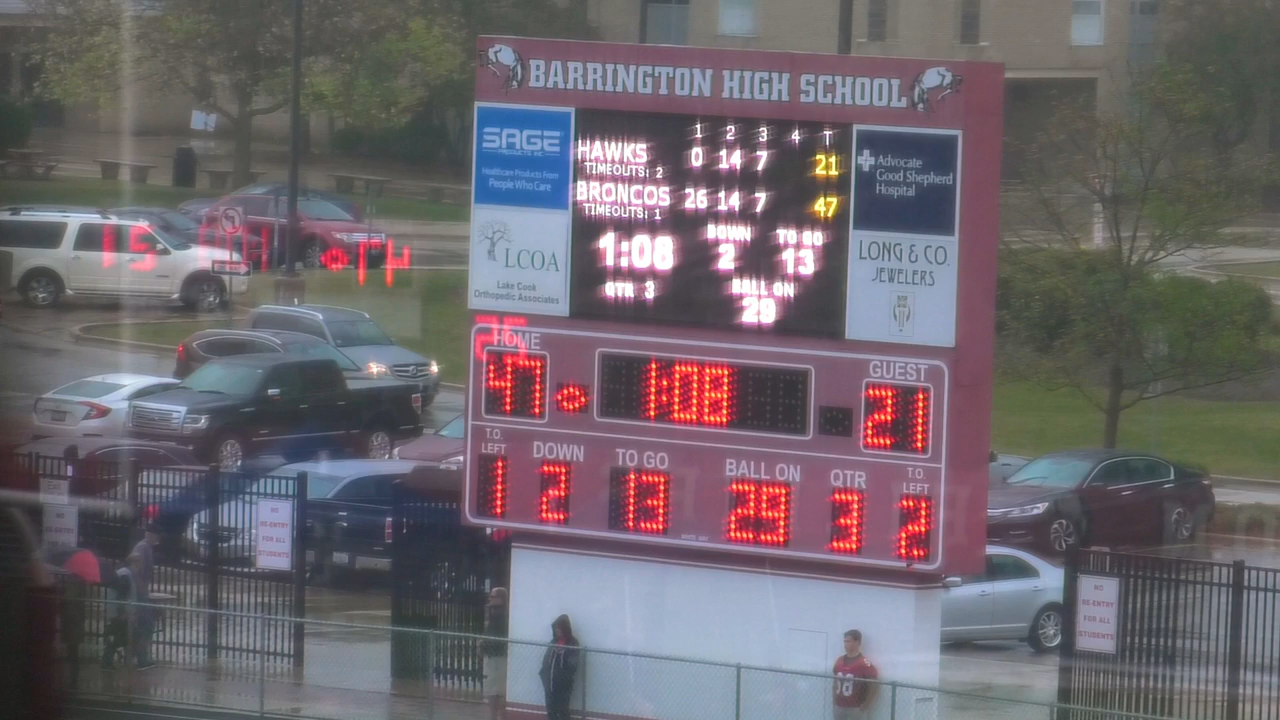 BARRINGTON HIGH SCHOOL
SAGE
PRODUCTS INC
Healthcare Products From
People Who Care
LCOA
Lake Cook
Orthopedic Associates
1 2 3 4 T
HAWKS 0 14 7 21
TIMEOUTS: 2
BRONCOS 26 14 7 47
TIMEOUTS: 1
DOWN TO GO
1:08 2 13
QTR 3 BALL ON
29
Advocate
Good Shepherd
Hospital
LONG & CO.
JEWELERS
HOME GUEST
47 1:08 21
T.O.
LEFT DOWN TO GO BALL ON QTR T.O.
LEFT
1 2 13 29 3 2
NO
RE-ENTRY
FOR ALL
STUDENTS
NO
RE-ENTRY
FOR ALL
STUDENTS